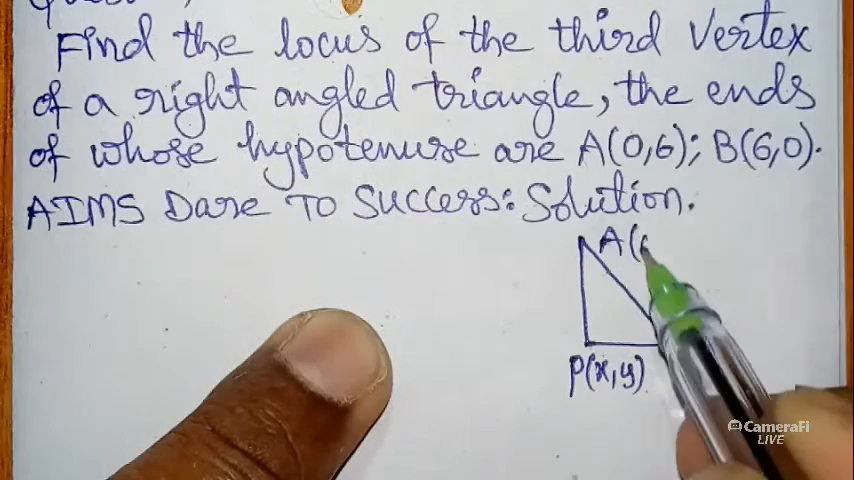 Find the locus of the third vertex
of a right angled triangle, the ends
of whose hypotenuse are A(0,6); B(6,0).
AIMS Dare To Success: Solution.
A(
P(x,y)
CameraFi
LIVE